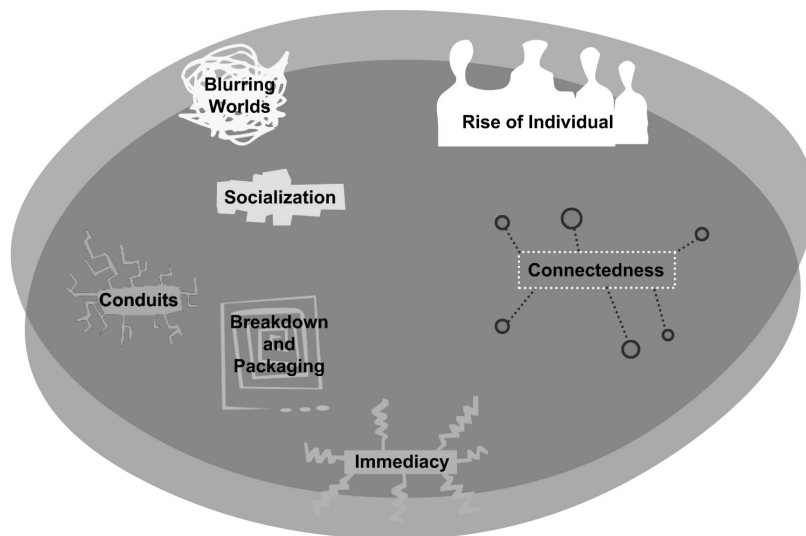 Blurring
Worlds
Rise of Individual
Socialization
Connectedness
Conduits
Breakdown
and
Packaging
Immediacy